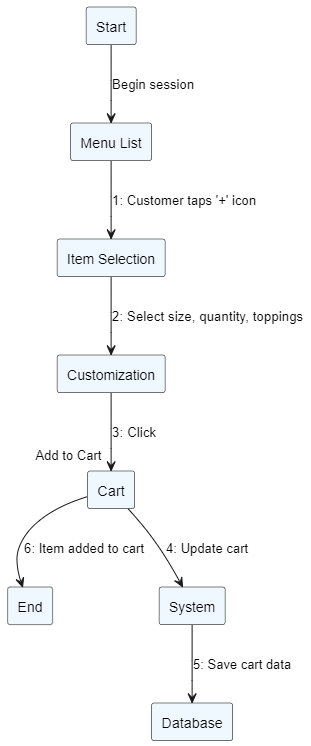 Start
Begin session
Menu List
1: Customer taps '+' icon
Item Selection
2: Select size, quantity, toppings
Customization
3: Click
Add to Cart
Cart
6: Item added to cart
4: Update cart
End
System
5: Save cart data
Database